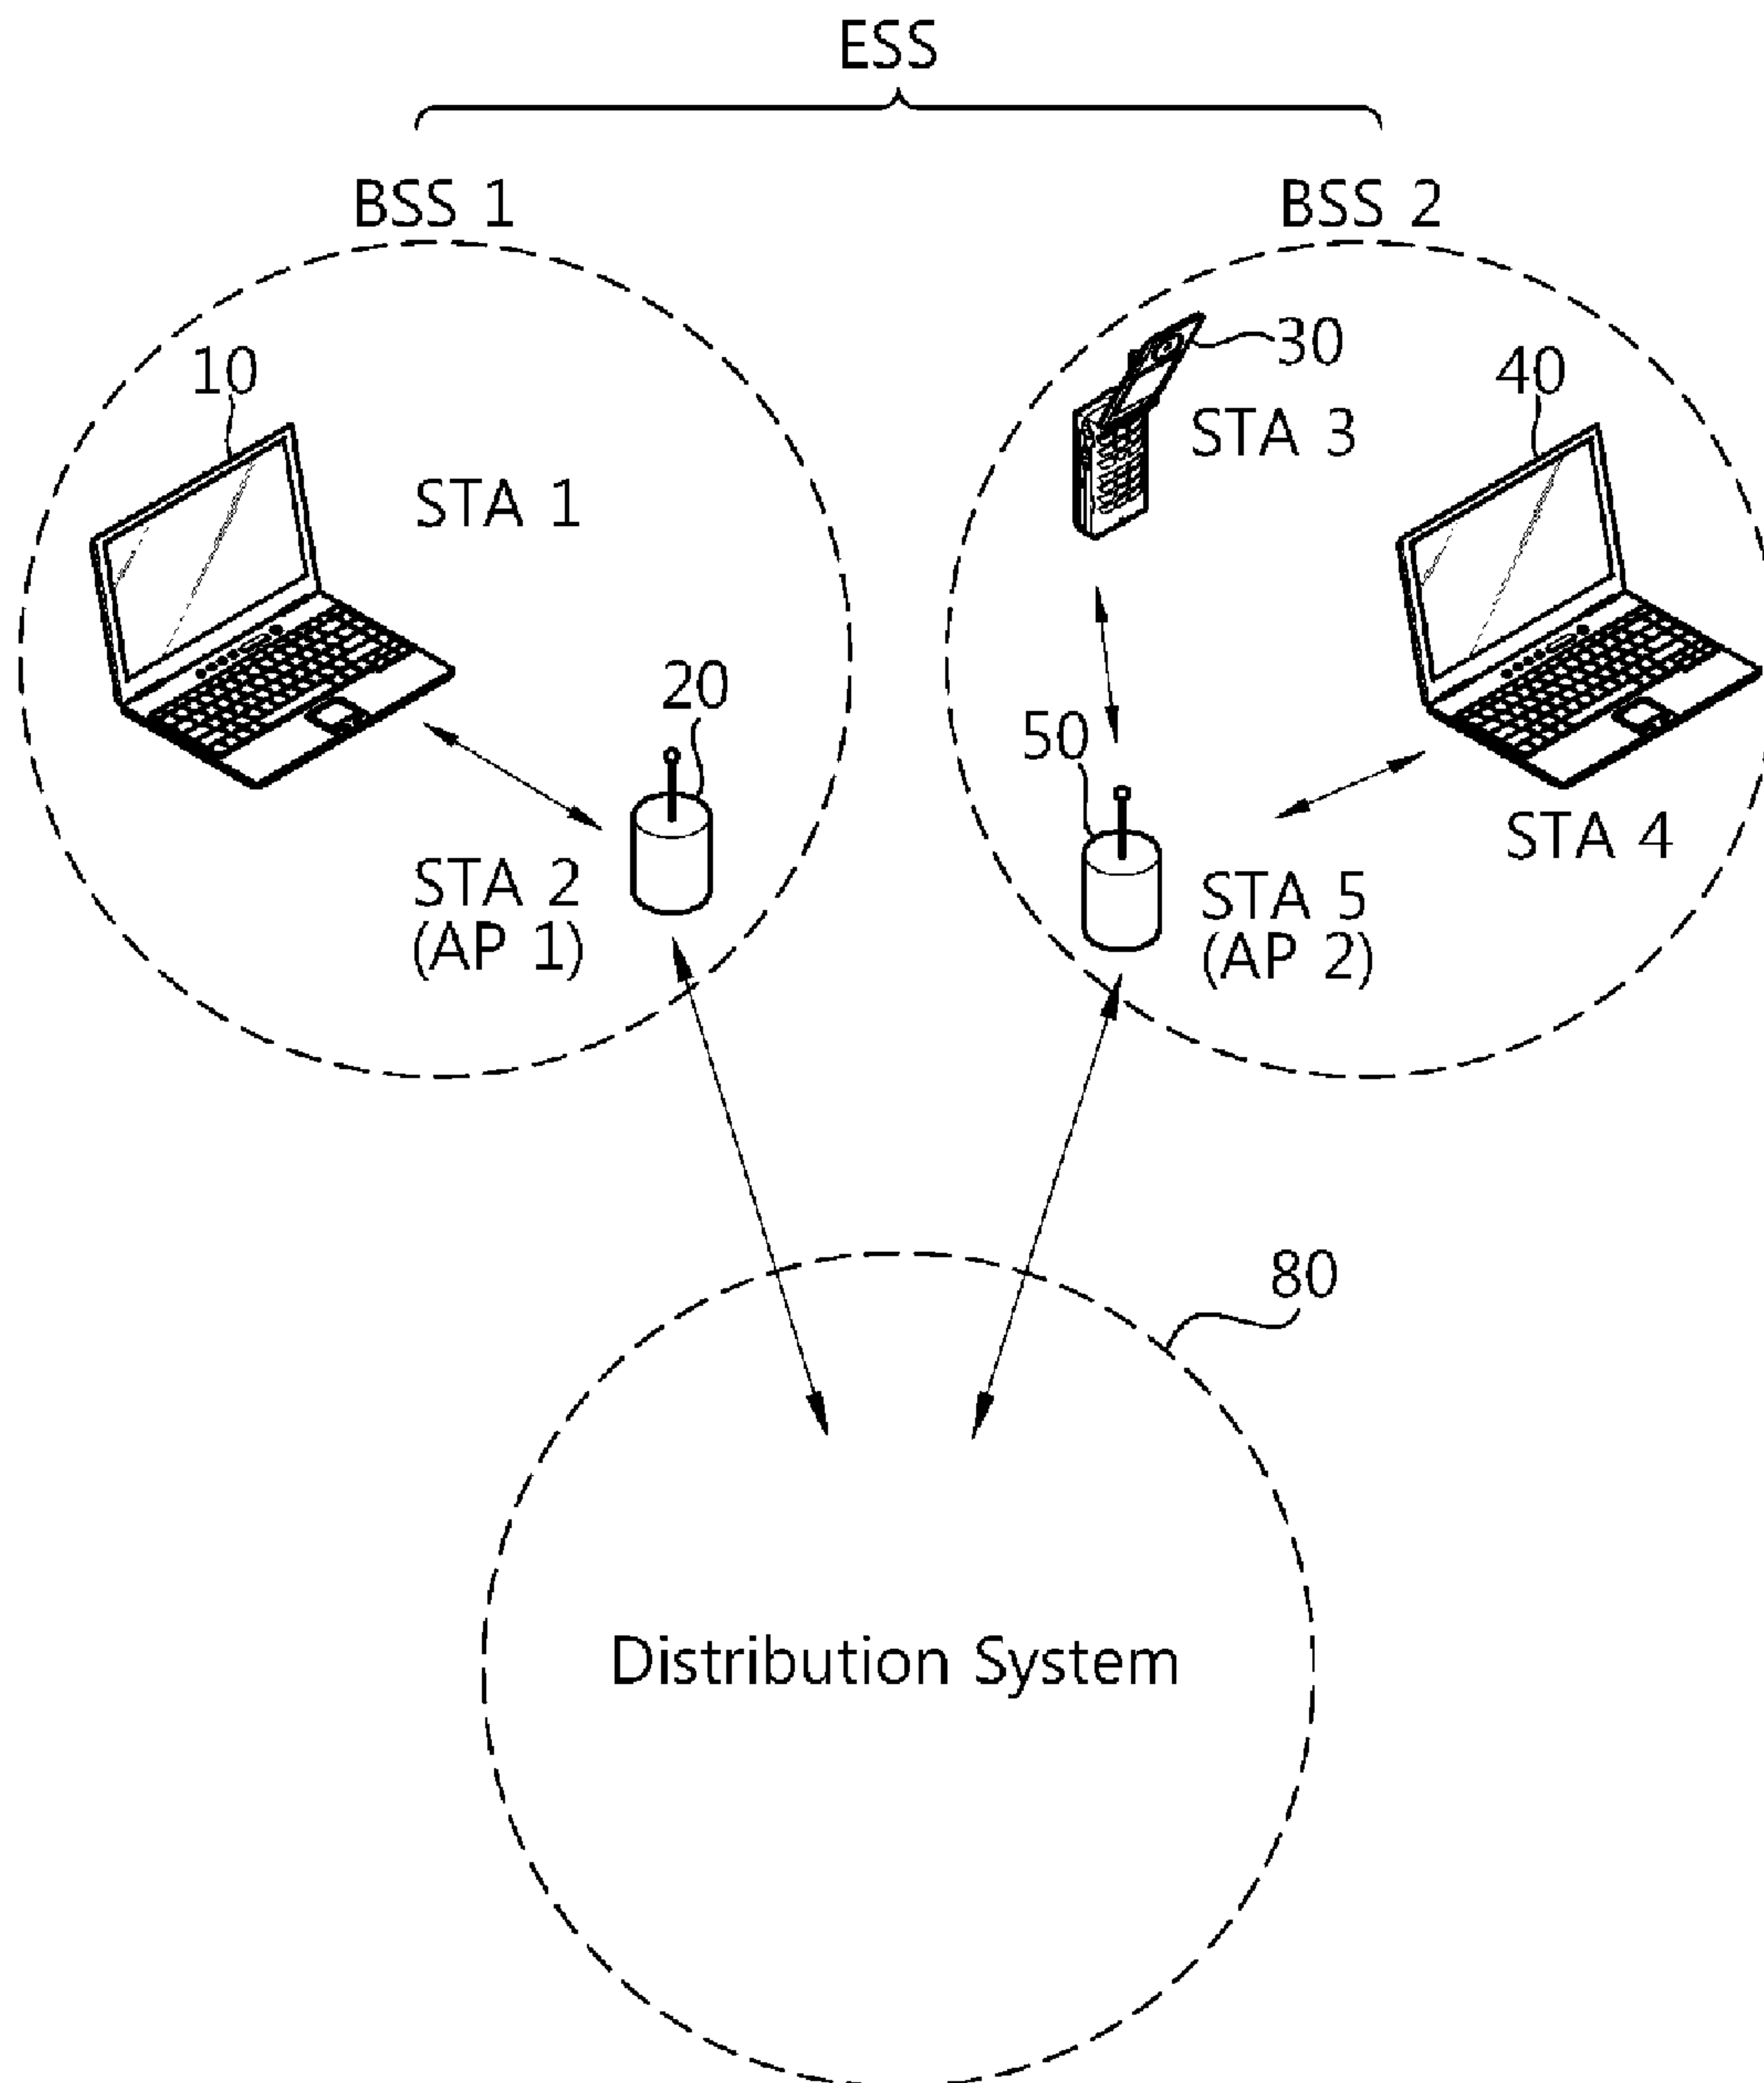 ESS
BSS 1
BSS 2
10
STA 1
20
STA 2
(AP 1)
30
STA 3
40
STA 4
50
STA 5
(AP 2)
80
Distribution System